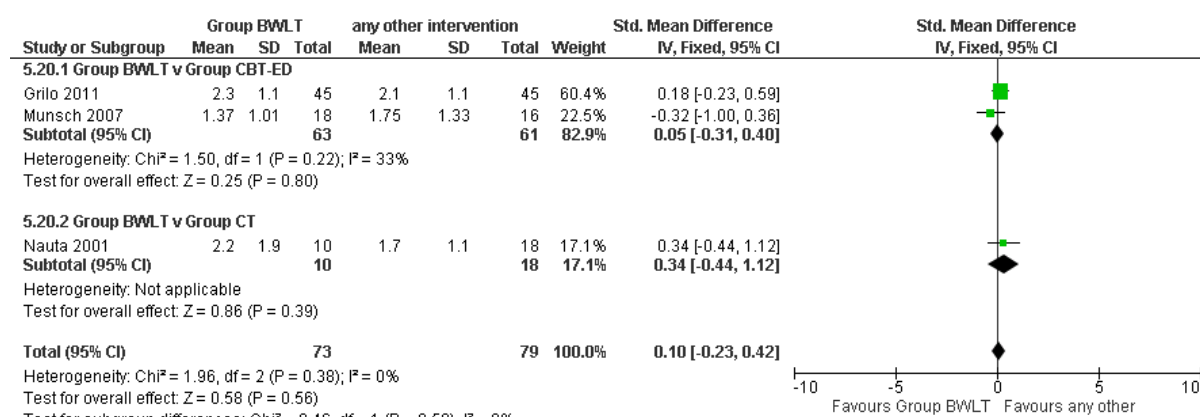 Group BWLT any other intervention Std. Mean Difference Std. Mean Difference
Study or Subgroup Mean SD Total Mean SD Total Weight IV, Fixed, 95% CI IV, Fixed, 95% CI
5.20.1 Group BWLT v Group CBT-ED
Grilo 2011 2.3 1.1 45 2.1 1.1 45 60.4% 0.18 [-0.23, 0.59]
Munsch 2007 1.37 1.01 18 1.75 1.33 16 22.5% -0.32 [-1.00, 0.36]
Subtotal (95% CI) 63 61 82.9% 0.05 [-0.31, 0.40]
Heterogeneity: Chi² = 1.50, df = 1 (P = 0.22); I² = 33%
Test for overall effect: Z = 0.25 (P = 0.80)
5.20.2 Group BWLT v Group CT
Nauta 2001 2.2 1.9 10 1.7 1.1 18 17.1% 0.34 [-0.44, 1.12]
Subtotal (95% CI) 10 18 17.1% 0.34 [-0.44, 1.12]
Heterogeneity: Not applicable
Test for overall effect: Z = 0.86 (P = 0.39)
Total (95% CI) 73 79 100.0% 0.10 [-0.23, 0.42]
Heterogeneity: Chi² = 1.96, df = 2 (P = 0.38); I² = 0%
Test for overall effect: Z = 0.58 (P = 0.56)
-10 -5 0 5 10
Favours Group BWLT Favours any other